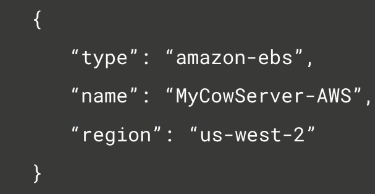 {
“type”: “amazon-ebs”,
“name”: “MyCowServer-AWS”,
“region”: “us-west-2”
}